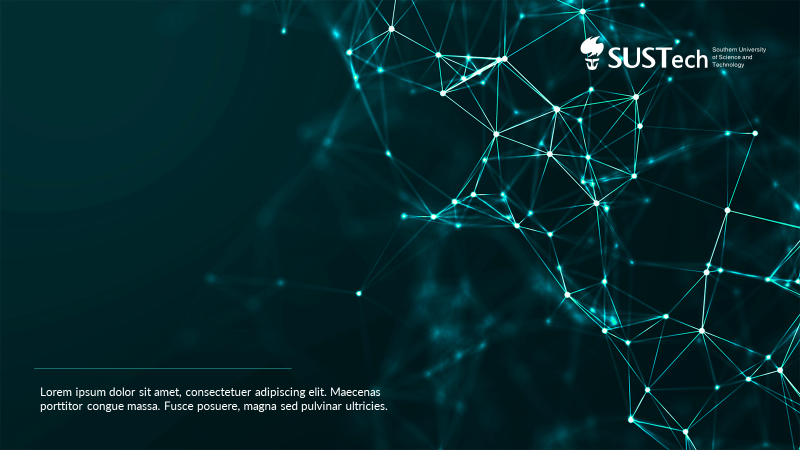 SUSTech
Southern University
of Science and
Technology
Lorem ipsum dolor sit amet, consectetuer adipiscing elit. Maecenas
porttitor congue massa. Fusce posuere, magna sed pulvinar ultricies.